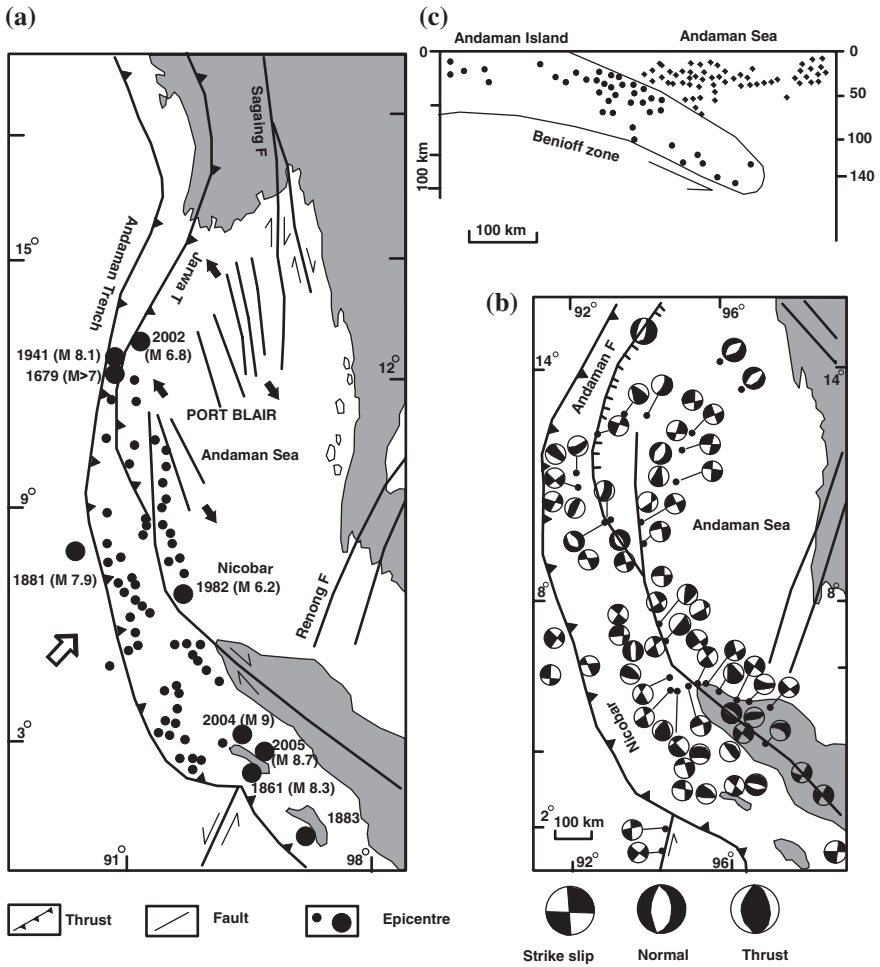 (a)
Sagaing F
Andaman Trench
Jarwa T
15°
2002
(M 6.8)
1941 (M 8.1)
1679 (M>7)
12°
PORT BLAIR
Andaman Sea
9°
Nicobar
1881 (M 7.9)
1982 (M 6.2)
Renong F
3°
2004 (M 9)
2005
(M 8.7)
1861 (M 8.3)
1883
91°
98°
Thrust
Fault
Epicentre
(c)
Andaman Island
Andaman Sea
0
0
50
100
140
100 km
Benioff zone
100 km
(b)
92°
96°
14°
14°
Andaman F
Andaman Sea
8°
8°
Nicobar
2°
100 km
92°
96°
Strike slip
Normal
Thrust